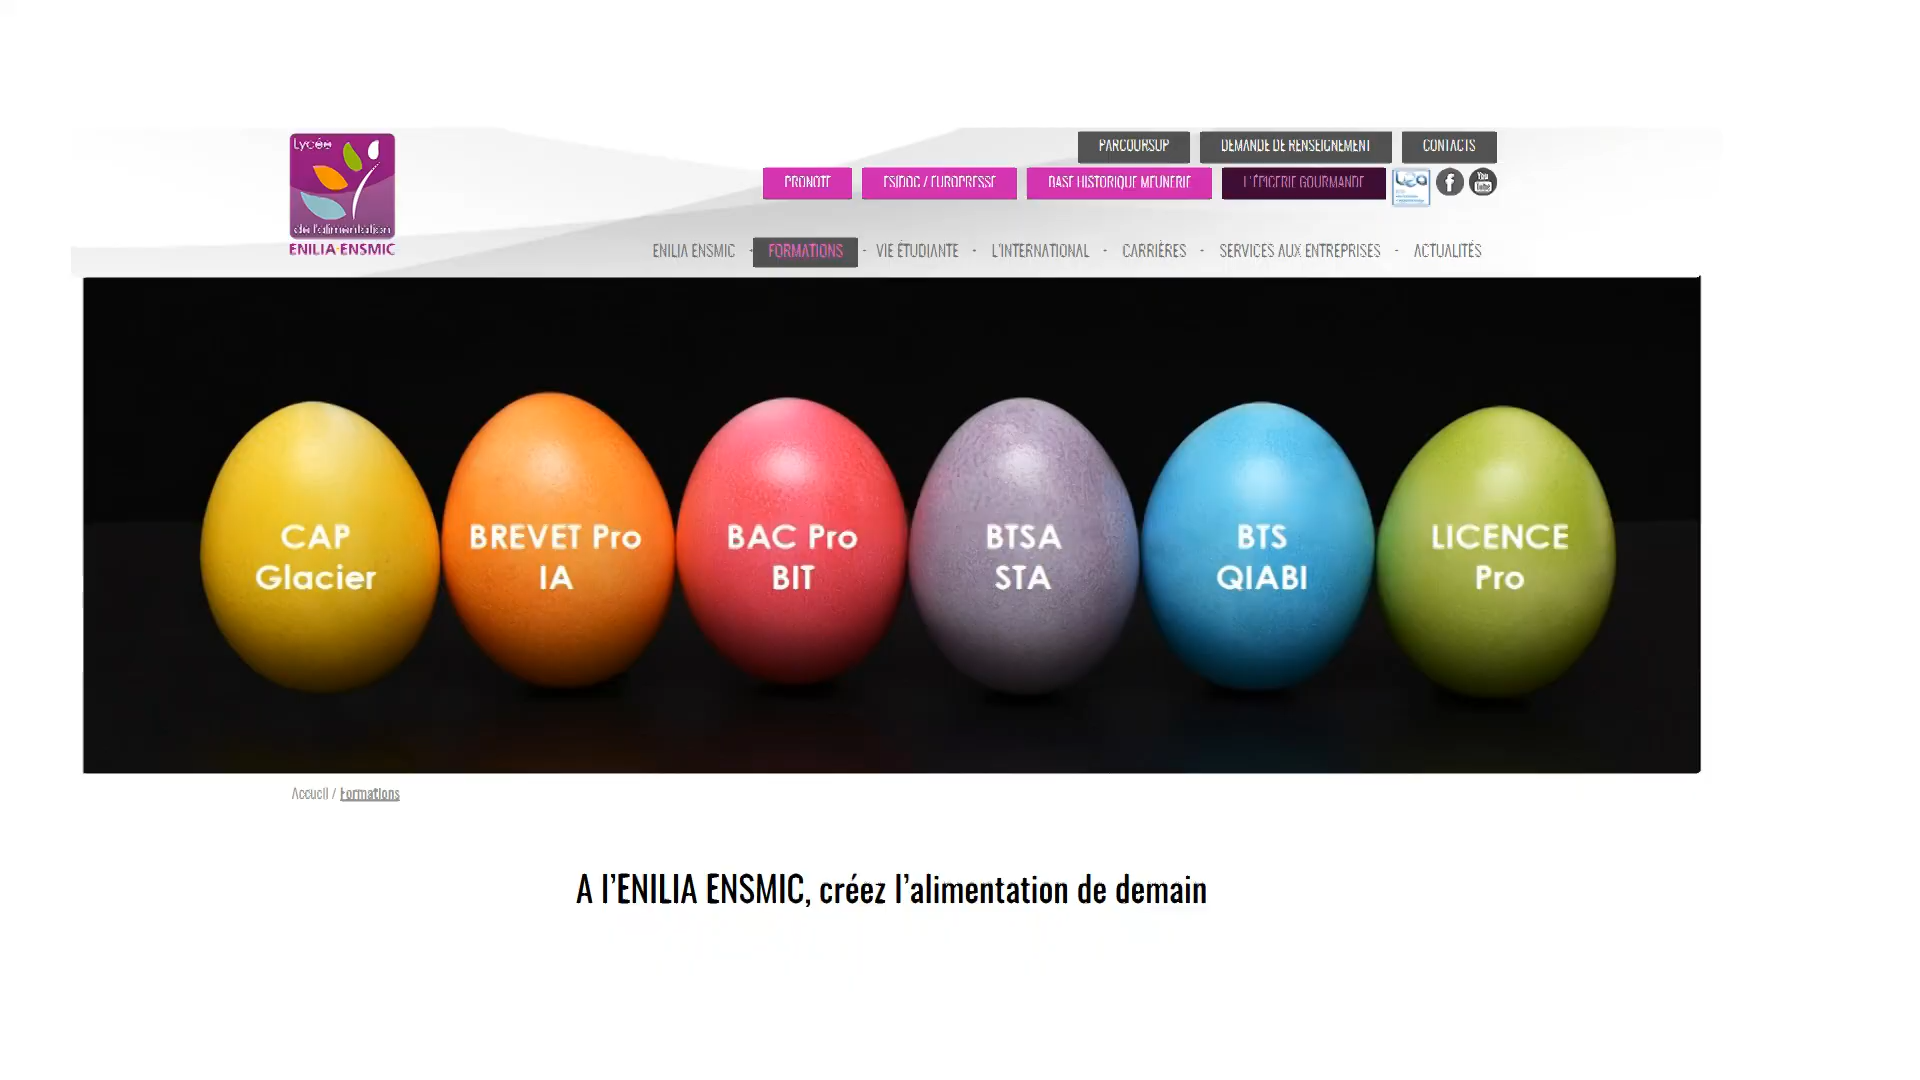 Lycée
de l'alimentation
ENILIA-ENSMIC
PARCOURSUP
DEMANDE DE RENSEIGNEMENT
CONTACTS
PRONOTE
ESIDOC / EUROPRESSE
BASE HISTORIQUE MEUNERIE
L'ÉPICERIE GOURMANDE
You
Tube
ENILIA ENSMIC - FORMATIONS - VIE ÉTUDIANTE - L'INTERNATIONAL - CARRIÈRES - SERVICES AUX ENTREPRISES - ACTUALITÉS
CAP
Glacier
BREVET Pro
IA
BAC Pro
BIT
BTSA
STA
BTS
QIABI
LICENCE
Pro
Accueil / Formations
A l'ENILIA ENSMIC, créez l'alimentation de demain